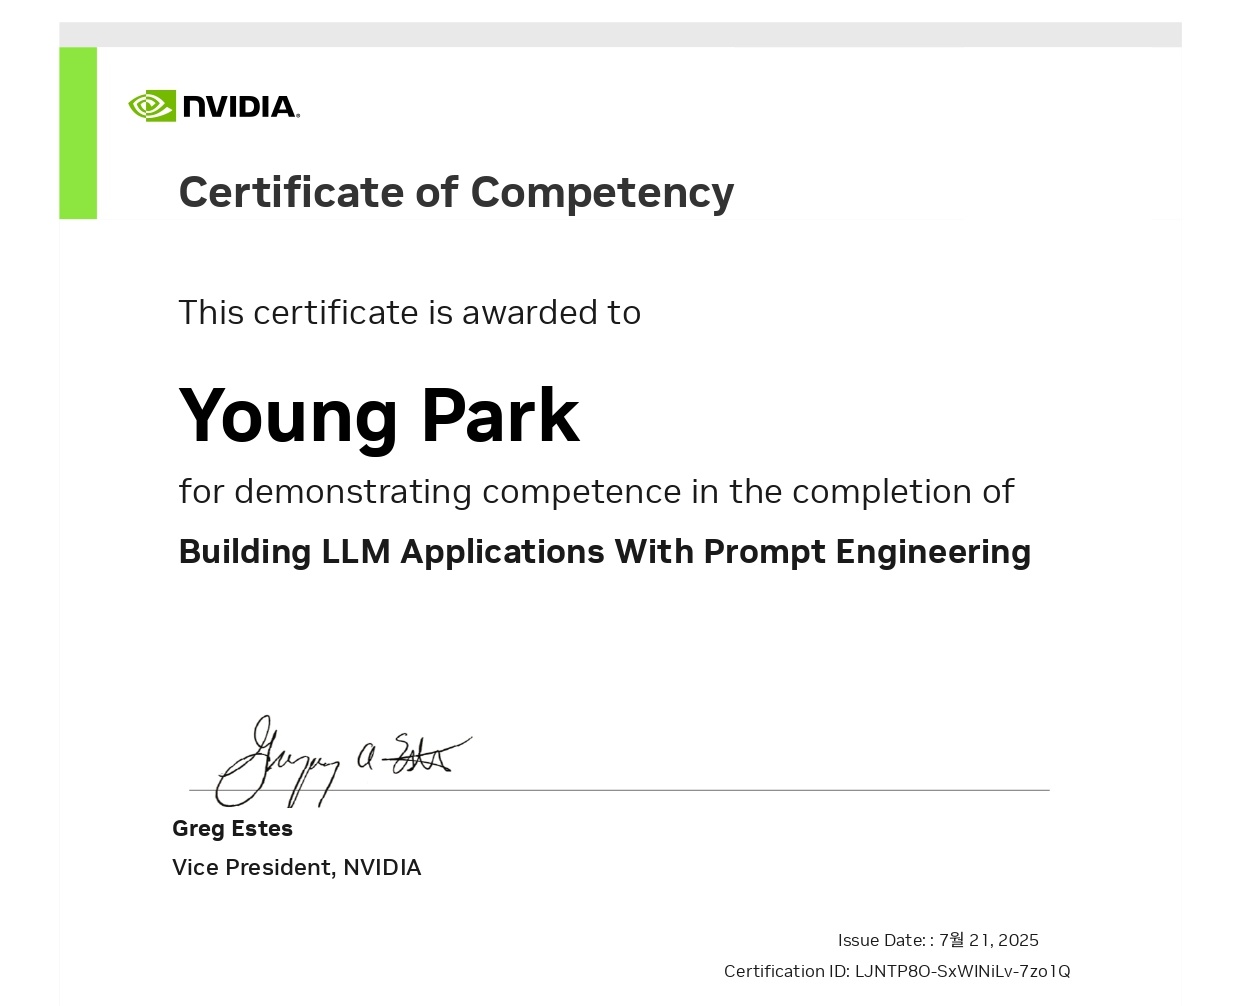 NVIDIA
Certificate of Competency
This certificate is awarded to
Young Park
for demonstrating competence in the completion of
Building LLM Applications With Prompt Engineering
Greg Estes
Vice President, NVIDIA
Issue Date: : 7월 21, 2025
Certification ID: LJNTP8O-SxWINiLv-7zo1Q